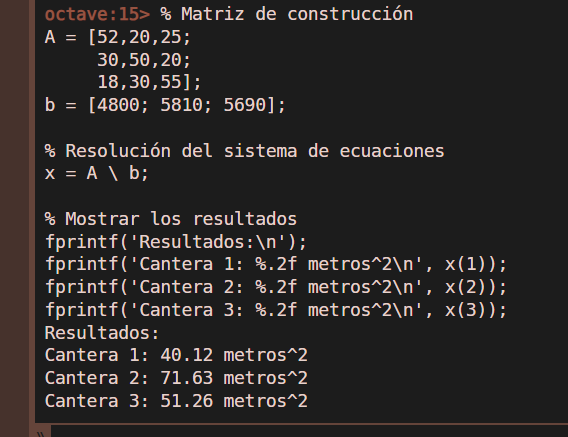 octave:15> % Matriz de construcción
A = [52,20,25;
     30,50,20;
     18,30,55];
b = [4800; 5810; 5690];

% Resolución del sistema de ecuaciones
x = A \ b;

% Mostrar los resultados
fprintf('Resultados:\n');
fprintf('Cantera 1: %.2f metros^2\n', x(1));
fprintf('Cantera 2: %.2f metros^2\n', x(2));
fprintf('Cantera 3: %.2f metros^2\n', x(3));
Resultados:
Cantera 1: 40.12 metros^2
Cantera 2: 71.63 metros^2
Cantera 3: 51.26 metros^2
»